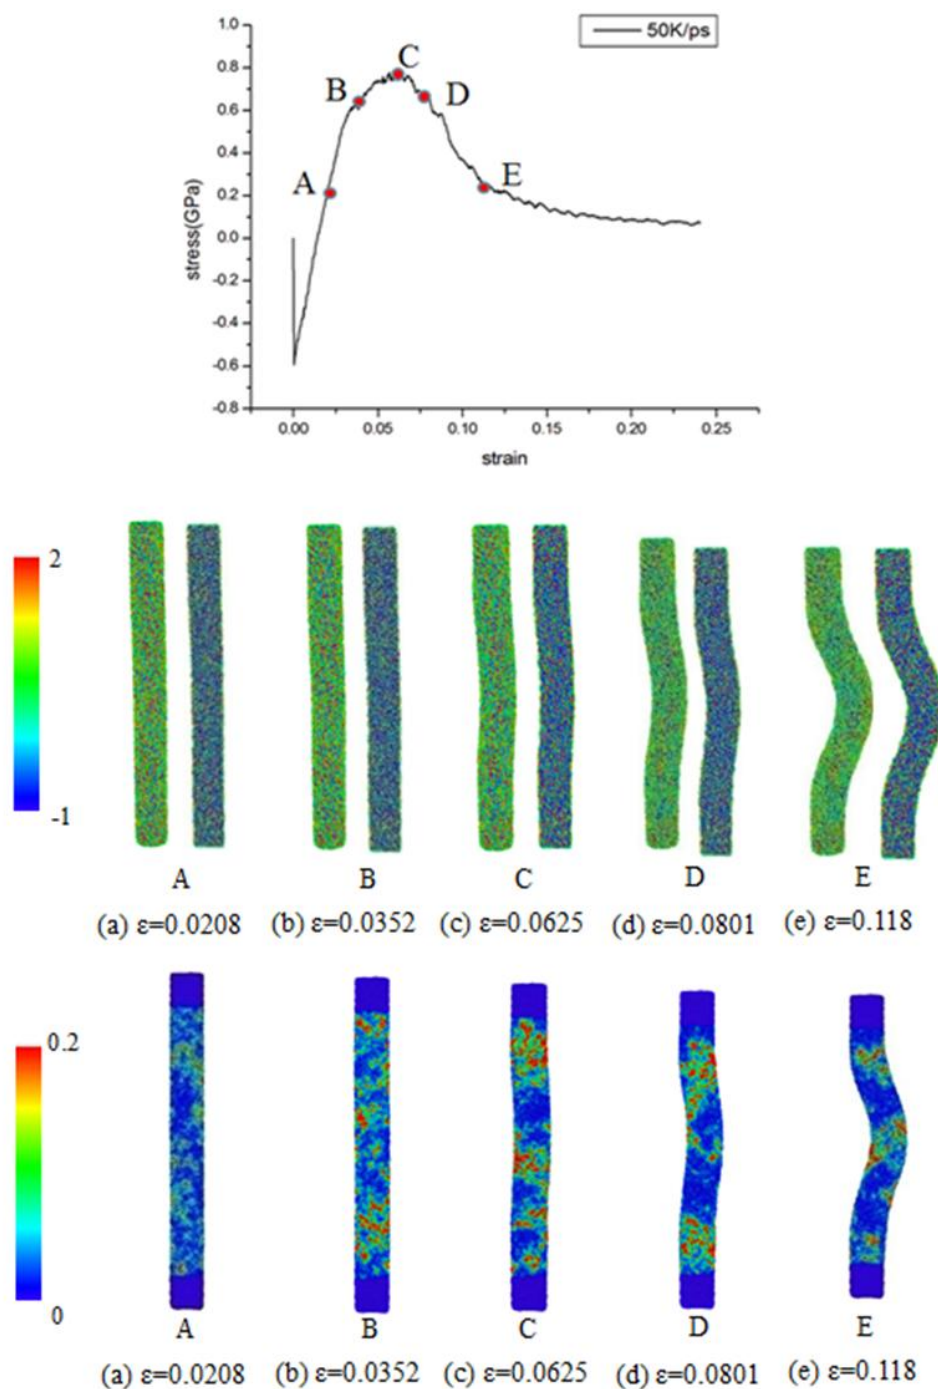 1.0
50K/ps
0.8
C
B
D
0.6
0.4
E
A
0.2
0.0
-0.2
-0.4
-0.6
-0.8
stress(GPa)
0.00 0.05 0.10 0.15 0.20 0.25
strain
2
-1
A B C D E
(a) ε=0.0208 (b) ε=0.0352 (c) ε=0.0625 (d) ε=0.0801 (e) ε=0.118
0.2
0
A B C D E
(a) ε=0.0208 (b) ε=0.0352 (c) ε=0.0625 (d) ε=0.0801 (e) ε=0.118